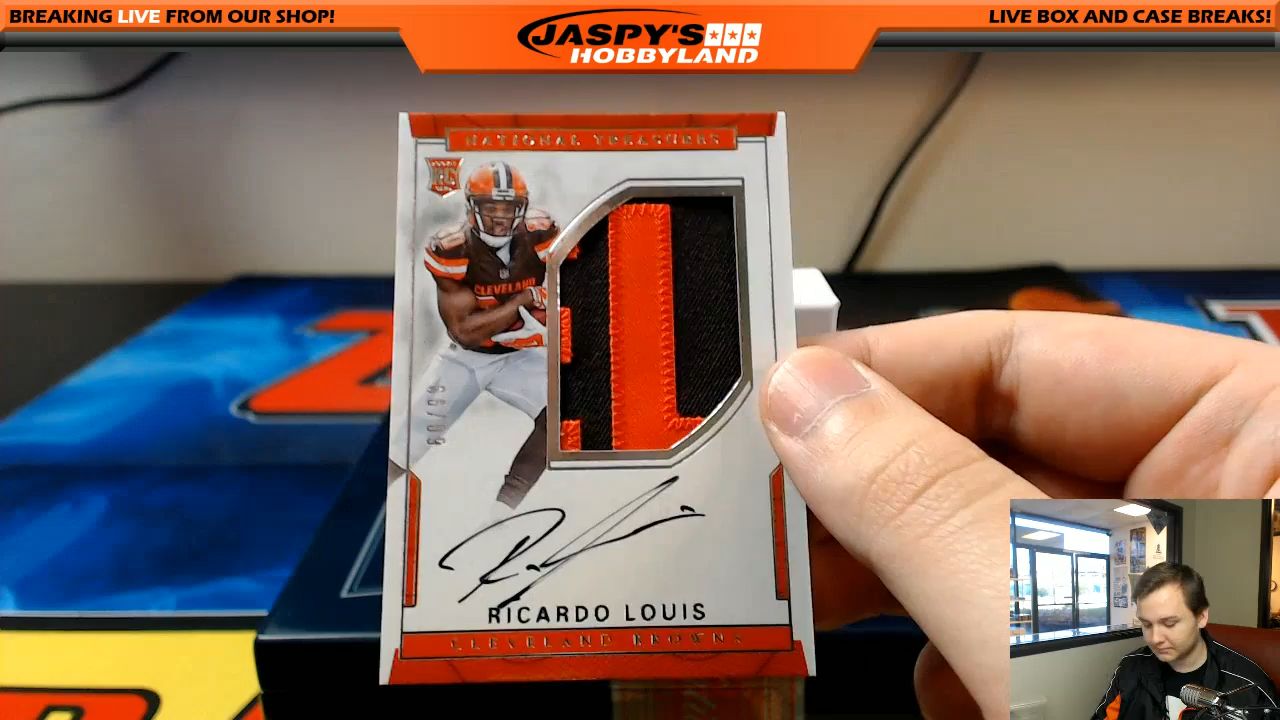 BREAKING LIVE FROM OUR SHOP!
JASPY'S
HOBBYLAND
LIVE BOX AND CASE BREAKS!
NATIONAL TREASURES
RC
CLEVELAND
RICARDO LOUIS
CLEVELAND BROWNS